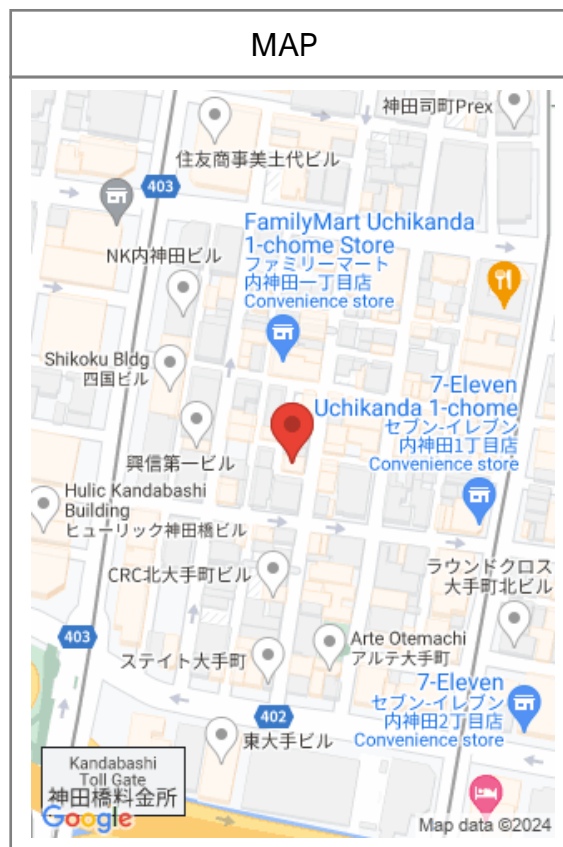 MAP
神田司町Prex
住友商事美土代ビル
403
FamilyMart Uchikanda
1-chome Store
ファミリーマート
内神田一丁目店
Convenience store
NK内神田ビル
Shikoku Bldg
四国ビル
7-Eleven
Uchikanda 1-chome
セブン-イレブン
内神田1丁目店
Convenience store
興信第一ビル
Hulic Kandabashi
Building
ヒューリック神田橋ビル
CRC北大手町ビル
ラウンドクロス
大手町北ビル
403
Arte Otemachi
アルテ大手町
ステイト大手町
7-Eleven
セブン-イレブン
内神田2丁目店
Convenience store
402
東大手ビル
Kandabashi
Toll Gate
神田橋料金所
Google
Map data ©2024